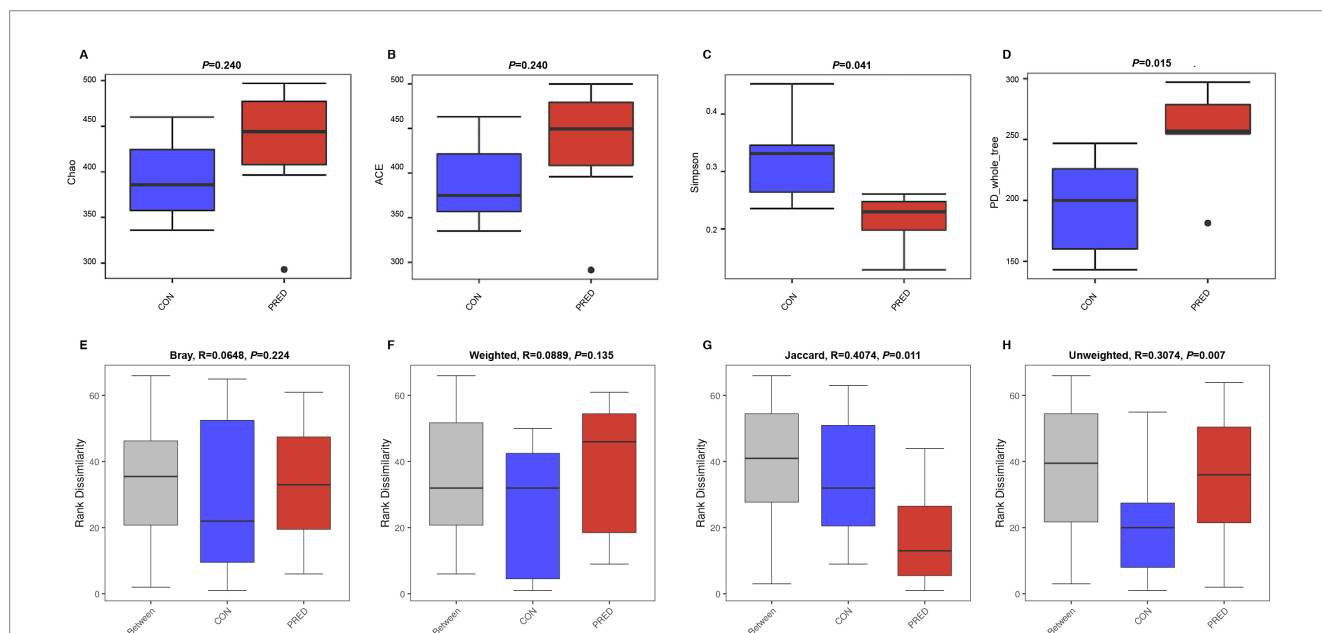 A
P=0.240
Chao
500
450
400
350
300
CON
PRED
B
P=0.240
ACE
500
450
400
350
300
CON
PRED
C
P=0.041
Simpson
0.4
0.3
0.2
CON
PRED
D
P=0.015 .
PD_whole_tree
300
250
200
150
CON
PRED
E
Bray, R=0.0648, P=0.224
Rank Dissimilarity
60
40
20
0
Between
CON
PRED
F
Weighted, R=0.0889, P=0.135
Rank Dissimilarity
60
40
20
0
Between
CON
PRED
G
Jaccard, R=0.4074, P=0.011
Rank Dissimilarity
60
40
20
0
Between
CON
PRED
H
Unweighted, R=0.3074, P=0.007
Rank Dissimilarity
60
40
20
0
Between
CON
PRED